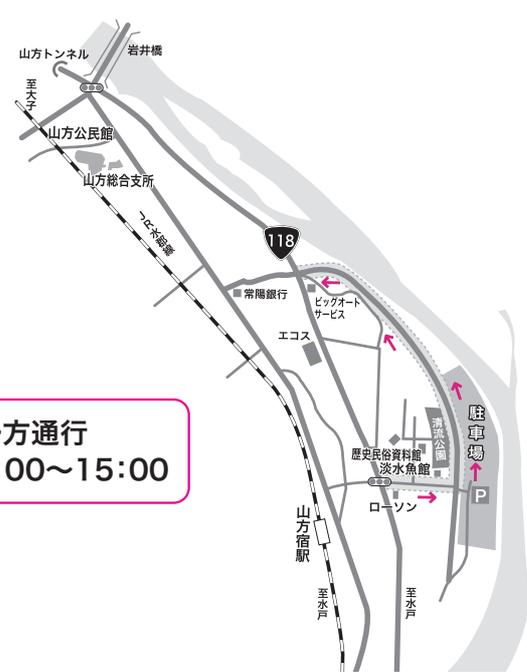 山方トンネル
岩井橋
至大子
山方公民館
山方総合支所
JR水郡線
118
常陽銀行
ビッグオート
サービス
エコス
方通行
00〜15:00
清流公園
駐車場
歴史民俗資料館
淡水魚館
P
ローソン
山方宿駅
至水戸
至水戸